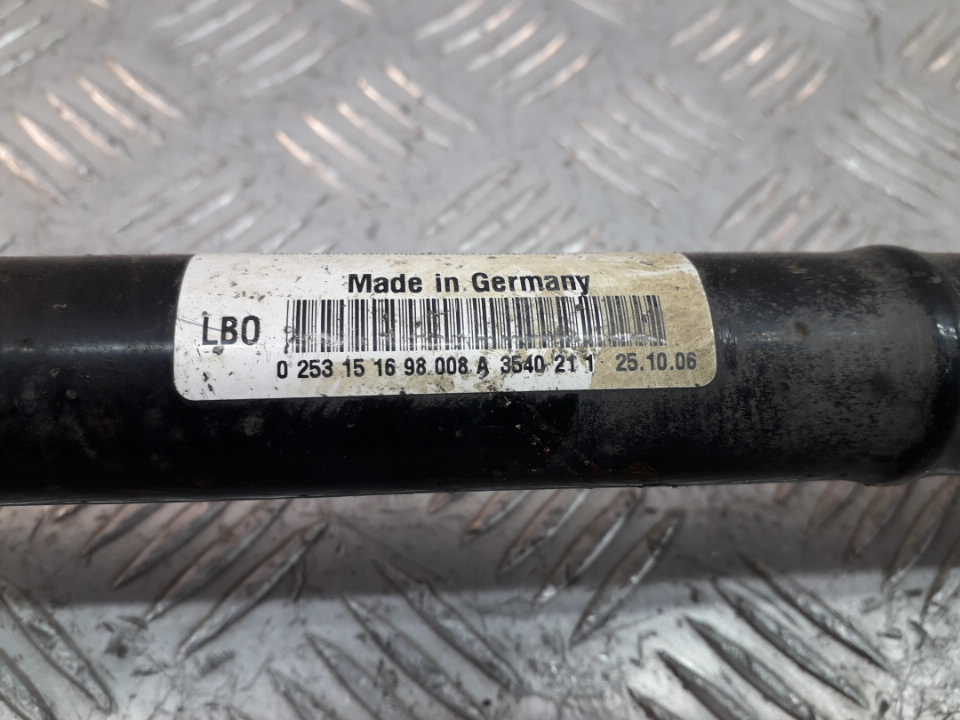 Made in Germany
LBO
0 253 15 16 98 008 A 3540 21 1 25.10.06